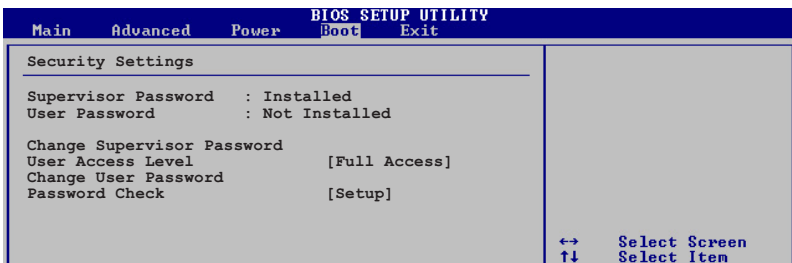 BIOS SETUP UTILITY
Main Advanced Power Boot Exit
Security Settings
Supervisor Password : Installed
User Password : Not Installed
Change Supervisor Password
User Access Level [Full Access]
Change User Password
Password Check [Setup]
←→ Select Screen
↑↓ Select Item